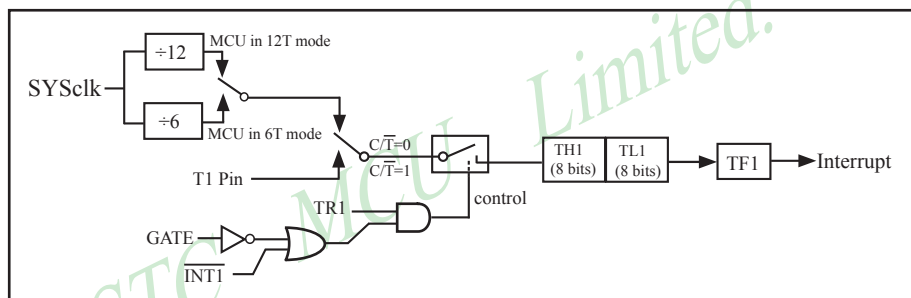 ÷12
MCU in 12T mode
SYSclk
÷6
MCU in 6T mode
T1 Pin
C/T̅=0
C/T̅=1
TH1
(8 bits)
TL1
(8 bits)
TF1
Interrupt
control
TR1
GATE
I̅N̅T̅1̅
STC MCU Limited.